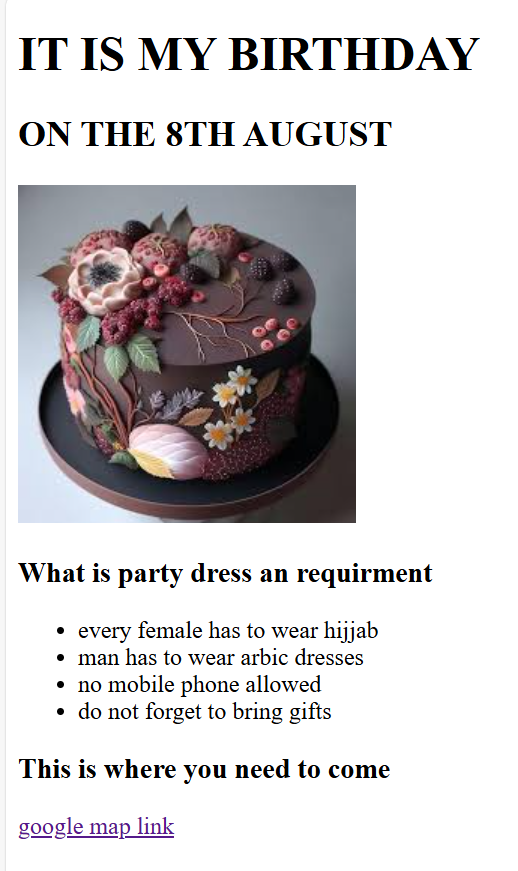 IT IS MY BIRTHDAY
ON THE 8TH AUGUST
What is party dress an requirment
every female has to wear hijjab
man has to wear arbic dresses
no mobile phone allowed
do not forget to bring gifts
This is where you need to come
google map link